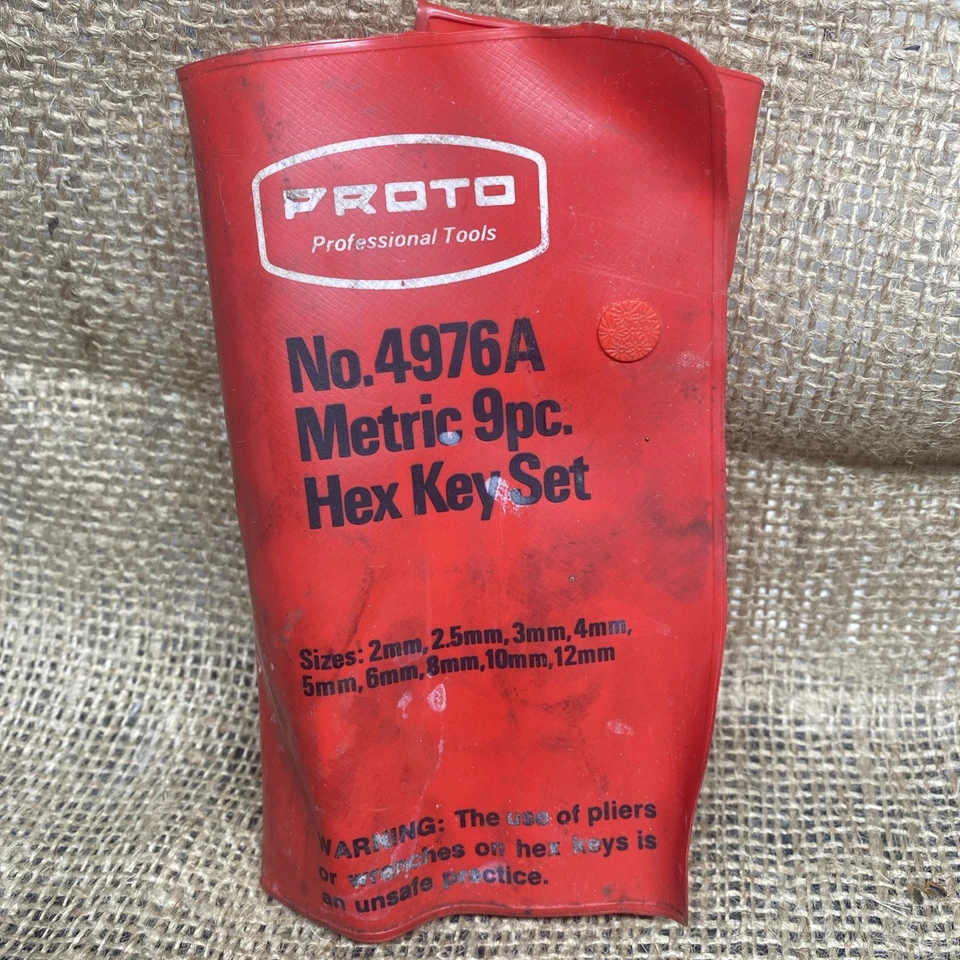 PROTO
Professional Tools
No.4976A
Metric 9pc.
Hex Key Set
Sizes: 2mm, 2.5mm, 3mm, 4mm,
5mm, 6mm, 8mm, 10mm, 12mm
WARNING: The use of pliers
or wrenches on hex keys is
an unsafe practice.